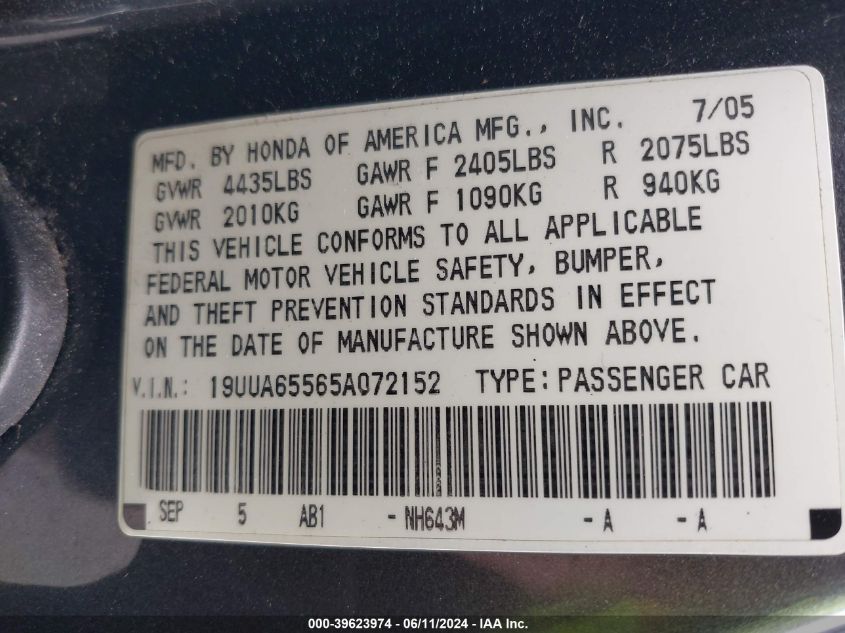 7/05
MFD. BY HONDA OF AMERICA MFG., INC.
GVWR 4435LBS GAWR F 2405LBS R 2075LBS
GVWR 2010KG GAWR F 1090KG R 940KG
THIS VEHICLE CONFORMS TO ALL APPLICABLE
FEDERAL MOTOR VEHICLE SAFETY, BUMPER,
AND THEFT PREVENTION STANDARDS IN EFFECT
ON THE DATE OF MANUFACTURE SHOWN ABOVE.
V.I.N.: 19UUA65565A072152 TYPE: PASSENGER CAR
SEP 5 AB1 -NH643M -A -A
000-39623974 - 06/11/2024 - IAA Inc.